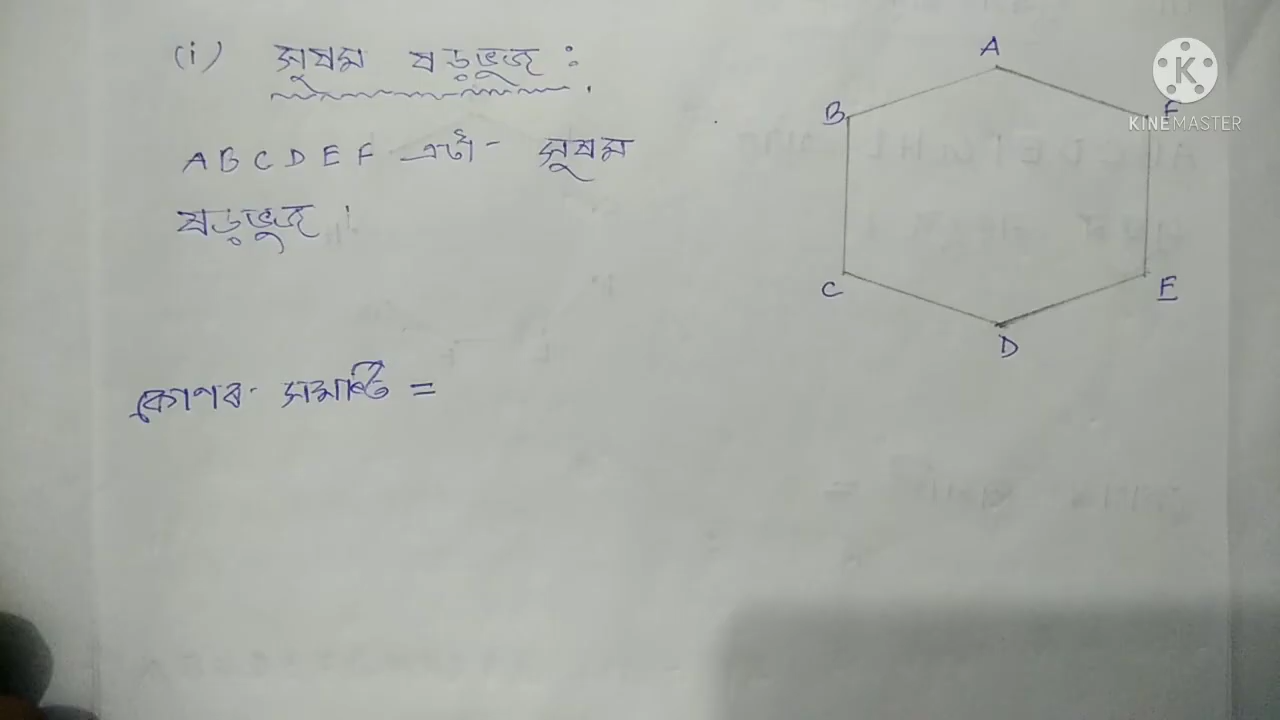 (i) সুষম ষড়ভুজ :
ABCDEF এটা সুষম
ষড়ভুজ ।
কোণৰ সমষ্টি =
A
B
F
C
E
D
KINEMASTER